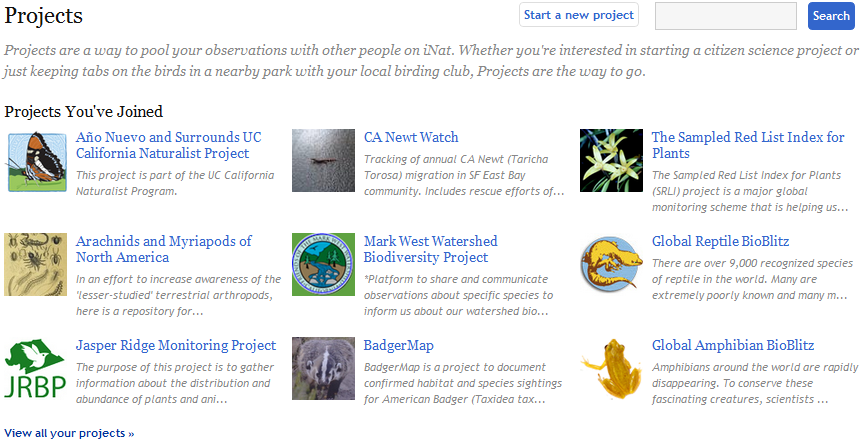 Projects
Start a new project
Search
Projects are a way to pool your observations with other people on iNat. Whether you're interested in starting a citizen science project or
just keeping tabs on the birds in a nearby park with your local birding club, Projects are the way to go.
Projects You've Joined
Año Nuevo and Surrounds UC
California Naturalist Project
This project is part of the UC California
Naturalist Program.
CA Newt Watch
Tracking of annual CA Newt (Taricha
Torosa) migration in SF East Bay
community. Includes rescue efforts of...
The Sampled Red List Index for
Plants
The Sampled Red List Index for Plants
(SRLI) project is a major global
monitoring scheme that is helping us...
Arachnids and Myriapods of
North America
In an effort to increase awareness of the
'lesser-studied' terrestrial arthropods,
here is a repository for...
Mark West Watershed
Biodiversity Project
*Platform to share and communicate
observations about specific species to
inform us about our watershed bio...
Global Reptile BioBlitz
There are over 9,000 recognized species
of reptile in the world. Many are
extremely poorly known and many m...
JRBP
Jasper Ridge Monitoring Project
The purpose of this project is to gather
information about the distribution and
abundance of plants and ani...
BadgerMap
BadgerMap is a project to document
confirmed habitat and species sightings
for American Badger (Taxidea tax...
Global Amphibian BioBlitz
Amphibians around the world are rapidly
disappearing. To conserve these
fascinating creatures, scientists ...
View all your projects »